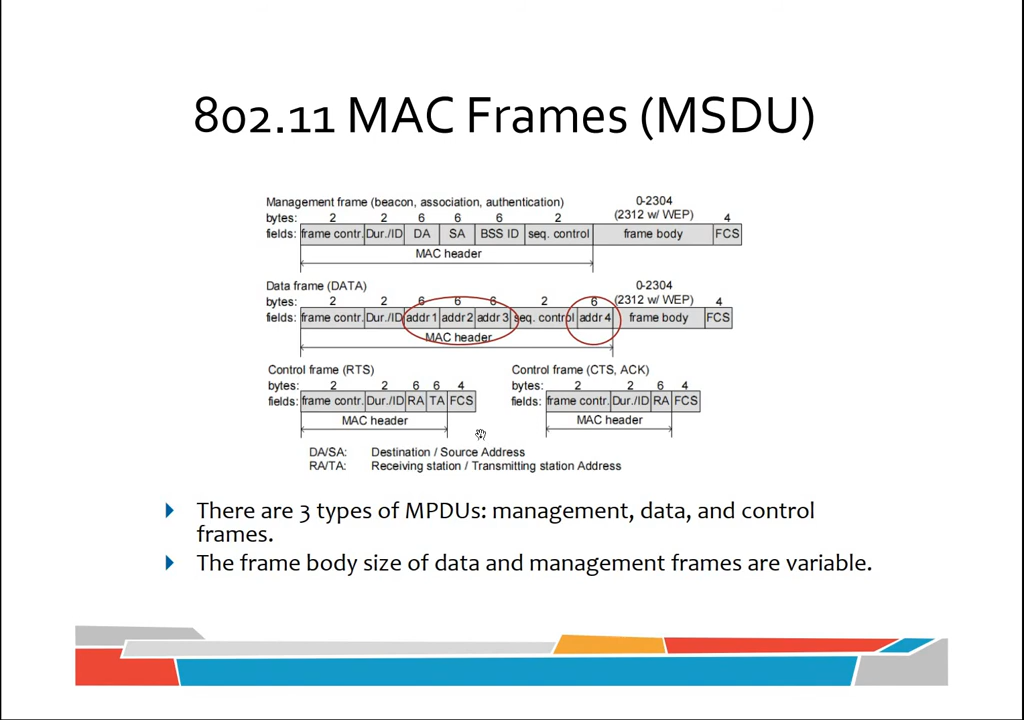 802.11 MAC Frames (MSDU)
Management frame (beacon, association, authentication) 0-2304
bytes: 2 2 6 6 6 2 (2312 w/ WEP) 4
fields: frame contr. Dur./ID DA SA BSS ID seq. control frame body FCS
MAC header
Data frame (DATA) 0-2304
bytes: 2 2 6 6 6 2 6 (2312 w/ WEP) 4
fields: frame contr. Dur./ID addr 1 addr 2 addr 3 seq. control addr 4 frame body FCS
MAC header
Control frame (RTS) Control frame (CTS, ACK)
bytes: 2 2 6 6 4 bytes: 2 2 6 4
fields: frame contr. Dur./ID RA TA FCS fields: frame contr. Dur./ID RA FCS
MAC header MAC header
DA/SA: Destination / Source Address
RA/TA: Receiving station / Transmitting station Address
There are 3 types of MPDUs: management, data, and control
frames.
The frame body size of data and management frames are variable.